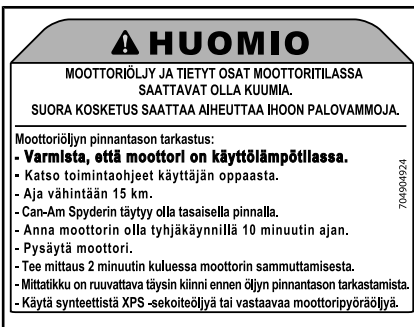 HUOMIO
MOOTTORIÖLJY JA TIETYT OSAT MOOTTORITILASSA
SAATTAVAT OLLA KUUMIA.
SUORA KOSKETUS SAATTAA AIHEUTTAA IHOON PALOVAMMOJA.
Moottoriöljyn pinnantason tarkastus:
- Varmista, että moottori on käyttölämpötilassa.
- Katso toimintaohjeet käyttäjän oppaasta.
- Aja vähintään 15 km.
- Can-Am Spyderin täytyy olla tasaisella pinnalla.
- Anna moottorin olla tyhjäkäynnillä 10 minuutin ajan.
- Pysäytä moottori.
- Tee mittaus 2 minuutin kuluessa moottorin sammuttamisesta.
- Mittatikku on ruuvattava täysin kiinni ennen öljyn pinnantason tarkastamista.
- Käytä synteettistä XPS -sekoiteöljyä tai vastaavaa moottoripyöräöljyä.
704904924